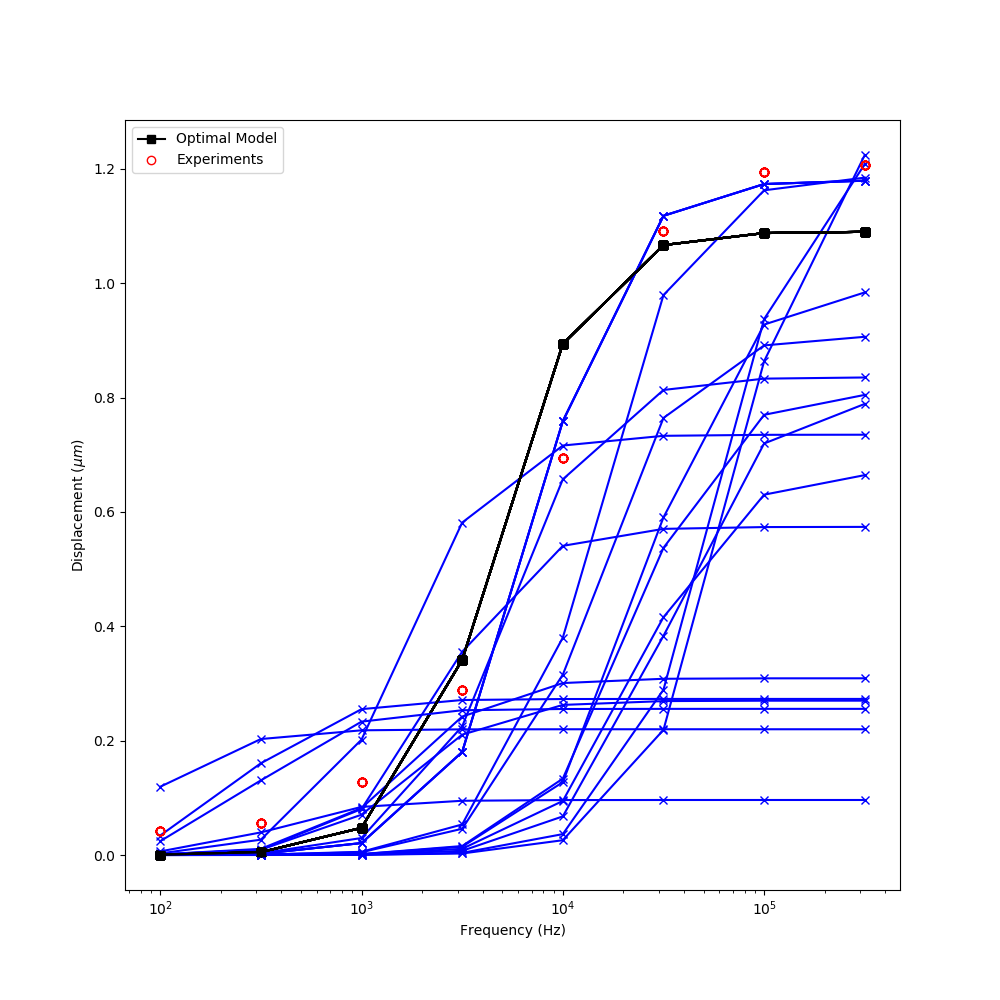 Optimal Model
Experiments
1.2
1.0
0.8
0.6
0.4
0.2
0.0
Displacement (μm)
10²
10³
10⁴
10⁵
Frequency (Hz)